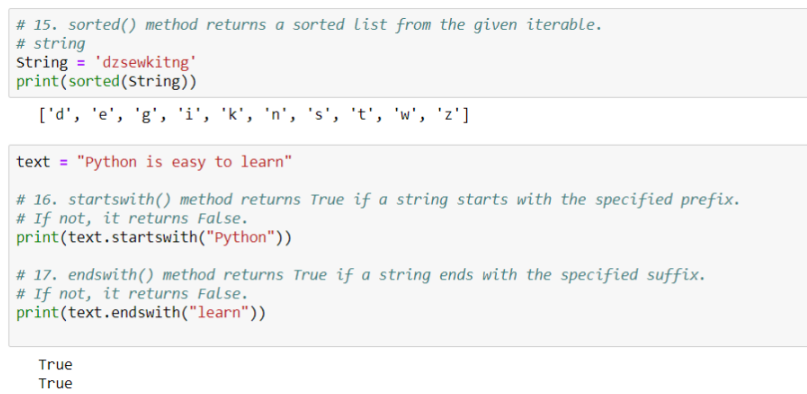 # 15. sorted() method returns a sorted List from the given iterable.
# string
String = 'dzsewkitng'
print(sorted(String))
['d', 'e', 'g', 'i', 'k', 'n', 's', 't', 'w', 'z']
text = "Python is easy to learn"
# 16. startswith() method returns True if a string starts with the specified prefix.
# If not, it returns False.
print(text.startswith("Python"))
# 17. endswith() method returns True if a string ends with the specified suffix.
# If not, it returns False.
print(text.endswith("learn"))
True
True